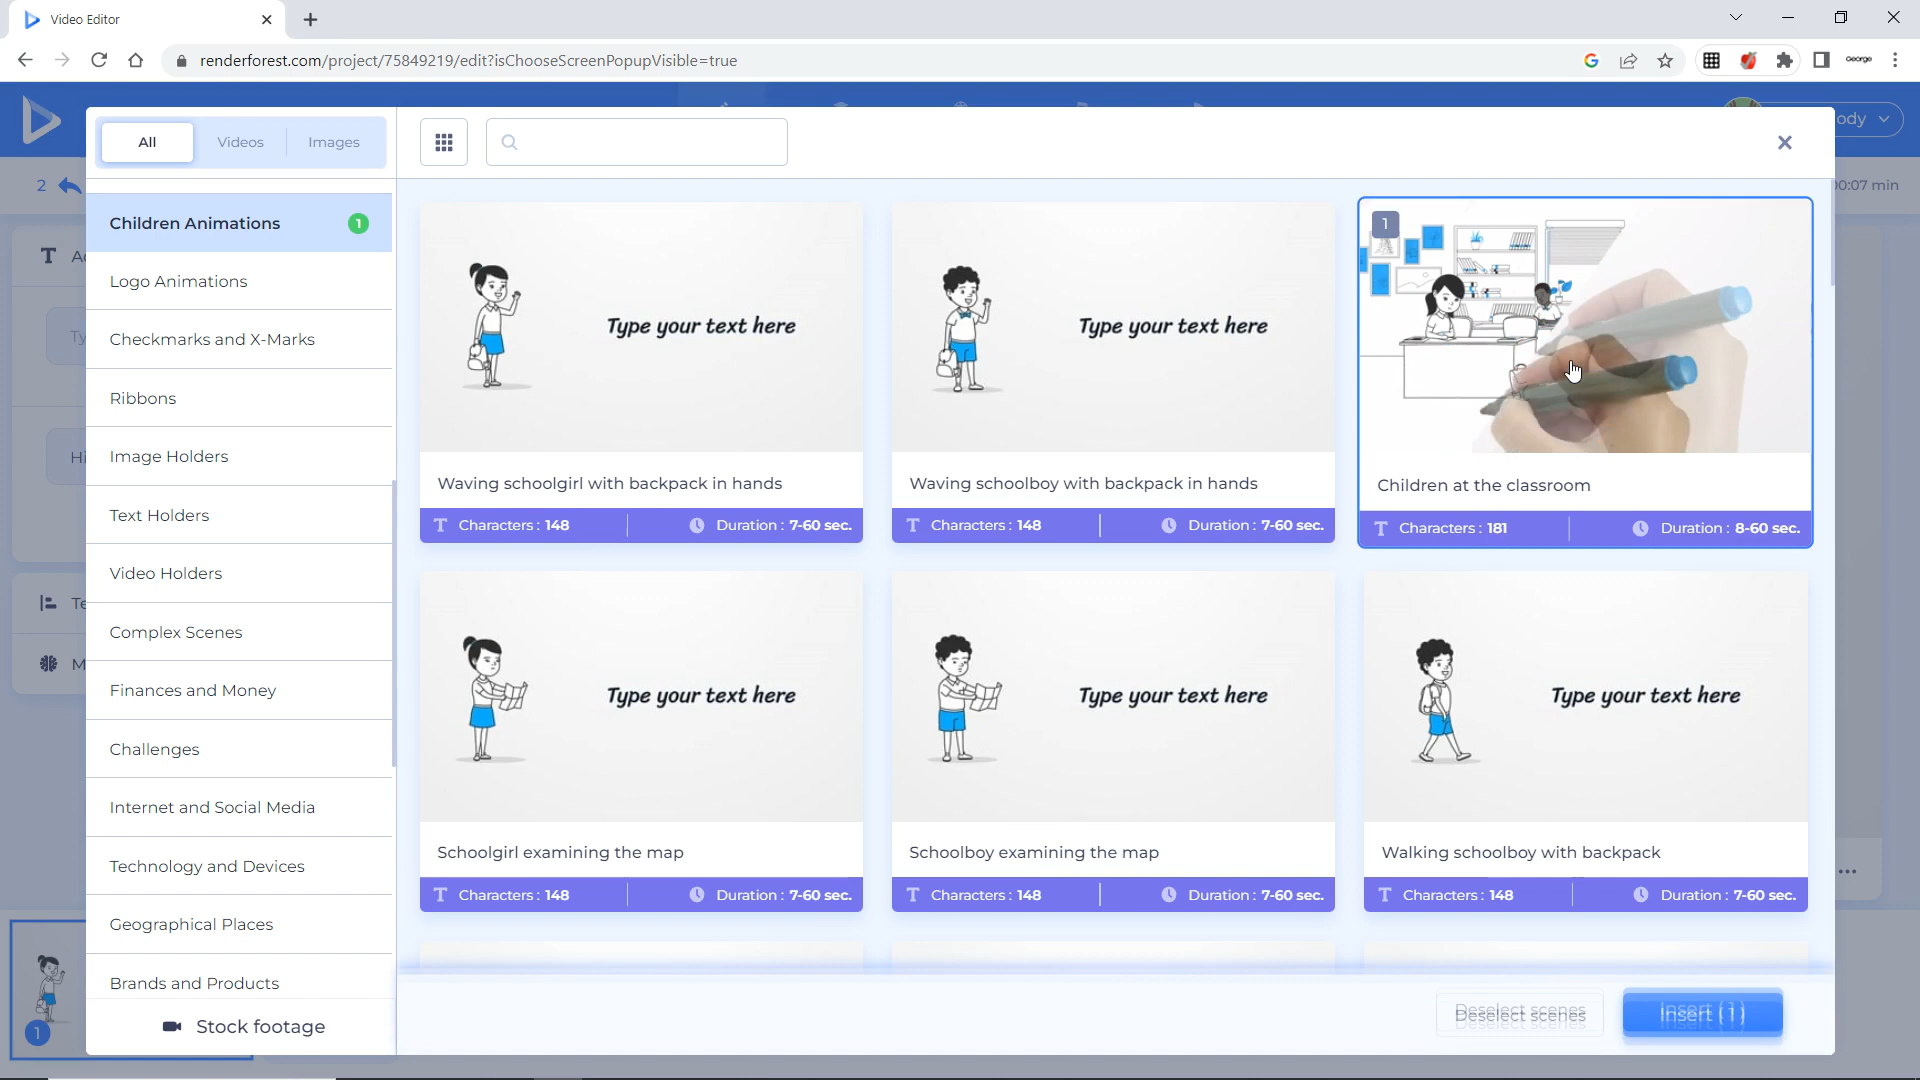 Video Editor
renderforest.com/project/75849219/edit?isChooseScreenPopupVisible=true
George
All
Videos
Images
ody
2
00:07 min
Children Animations
1
Logo Animations
Checkmarks and X-Marks
Ribbons
Image Holders
Text Holders
Video Holders
Complex Scenes
Finances and Money
Challenges
Internet and Social Media
Technology and Devices
Geographical Places
Brands and Products
Stock footage
T
Ty
Hi
Te
M
1
Type your text here
Waving schoolgirl with backpack in hands
T Characters : 148
Duration : 7-60 sec.
Type your text here
Waving schoolboy with backpack in hands
T Characters : 148
Duration : 7-60 sec.
1
Children at the classroom
T Characters : 181
Duration : 8-60 sec.
Type your text here
Schoolgirl examining the map
T Characters : 148
Duration : 7-60 sec.
Type your text here
Schoolboy examining the map
T Characters : 148
Duration : 7-60 sec.
Type your text here
Walking schoolboy with backpack
T Characters : 148
Duration : 7-60 sec.
Deselect scenes
Insert (1)